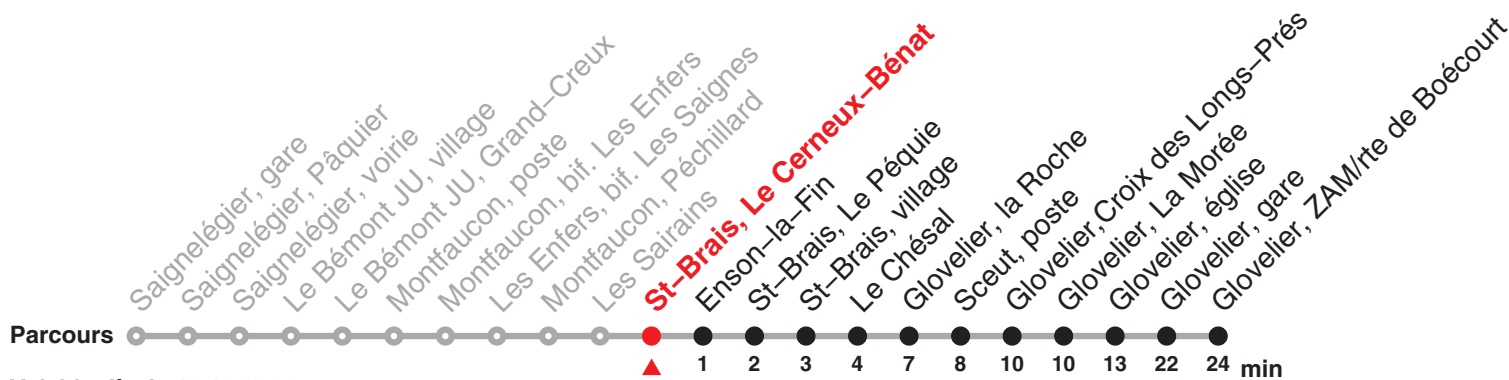 Saignelégier, gare
Saignelégier, Pâquier
Saignelégier, voirie
Le Bémont JU, village
Le Bémont JU, Grand–Creux
Montfaucon, poste
Montfaucon, bif. Les Enfers
Les Enfers, bif. Les Saignes
Montfaucon, Péchillard
Les Sairains
St–Brais, Le Cerneux–Bénat
Enson–la–Fin
St–Brais, Le Péquie
St–Brais, village
Le Chésal
Glovelier, la Roche
Sceut, poste
Glovelier, Croix des Longs–Prés
Glovelier, La Morée
Glovelier, église
Glovelier, gare
Glovelier, ZAM/rte de Boécourt
Parcours
1 2 3 4 7 8 10 10 13 22 24 min